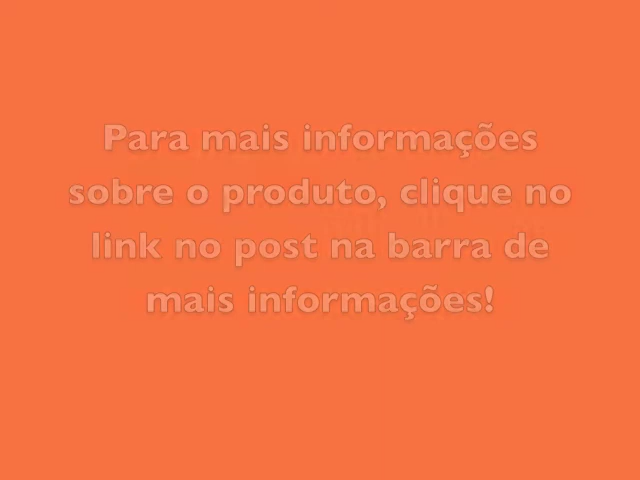 Para mais informações
sobre o produto, clique no
link no post na barra de
mais informações!